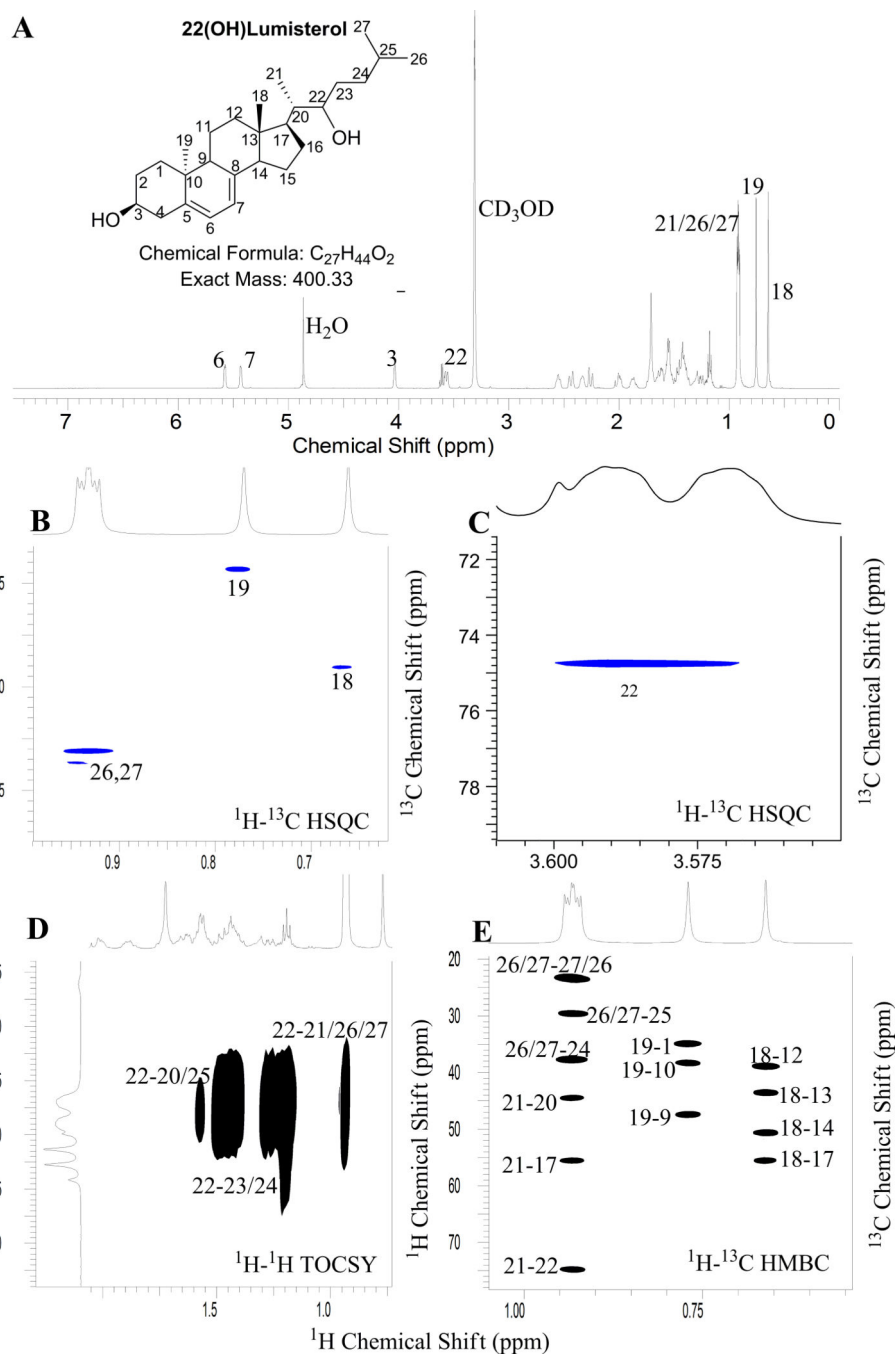 A
22(OH)Lumisterol
27
25
26
21
24
22
23
18
20
12
OH
11
17
19
13
16
1
9
8
14
15
2
10
HO
3
4
5
7
6
Chemical Formula: C₂₇H₄₄O₂
Exact Mass: 400.33
CD₃OD
19
21/26/27
18
H₂O
6
7
3
22
7 6 5 4 3 2 1 0
Chemical Shift (ppm)
B
5
19
0
18
26,27
5
¹H-¹³C HSQC
0.9 0.8 0.7
¹³C Chemical Shift (ppm)
C
72
74
22
76
78
¹H-¹³C HSQC
3.600 3.575
¹³C Chemical Shift (ppm)
D
22-21/26/27
22-20/25
22-23/24
¹H-¹H TOCSY
1.5 1.0
¹H Chemical Shift (ppm)
E
20
26/27-27/26
30
26/27-25
26/27-24
19-1
18-12
40
19-10
18-13
21-20
19-9
50
18-14
21-17
18-17
60
70
21-22
¹H-¹³C HMBC
1.00 0.75
¹³C Chemical Shift (ppm)
¹H Chemical Shift (ppm)